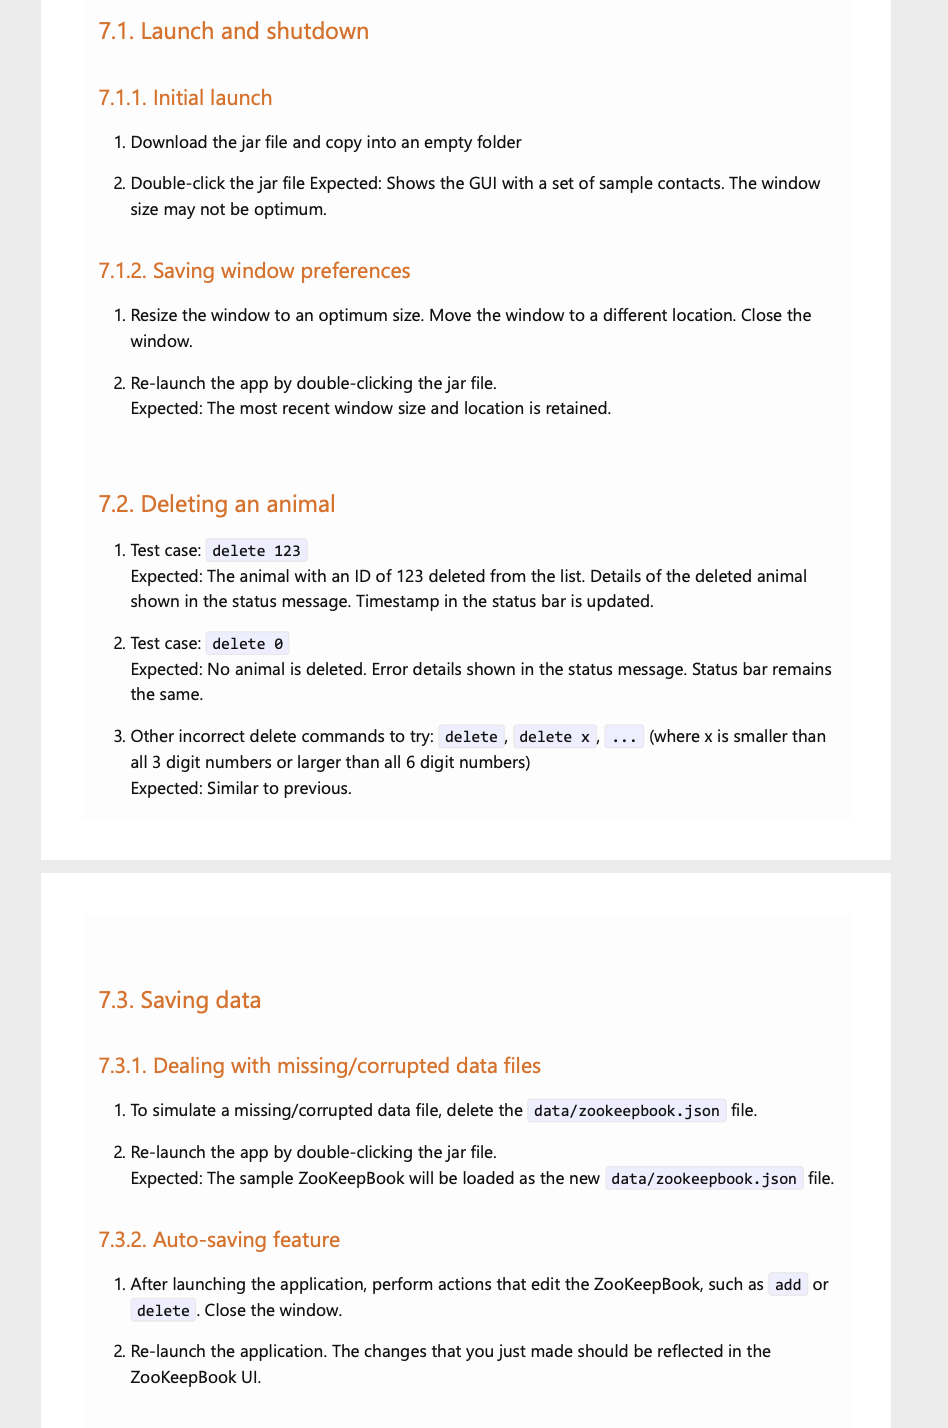 7.1. Launch and shutdown
7.1.1. Initial launch
1. Download the jar file and copy into an empty folder
2. Double-click the jar file Expected: Shows the GUI with a set of sample contacts. The window
size may not be optimum.
7.1.2. Saving window preferences
1. Resize the window to an optimum size. Move the window to a different location. Close the
window.
2. Re-launch the app by double-clicking the jar file.
Expected: The most recent window size and location is retained.
7.2. Deleting an animal
1. Test case: delete 123
Expected: The animal with an ID of 123 deleted from the list. Details of the deleted animal
shown in the status message. Timestamp in the status bar is updated.
2. Test case: delete 0
Expected: No animal is deleted. Error details shown in the status message. Status bar remains
the same.
3. Other incorrect delete commands to try: delete , delete x , ... (where x is smaller than
all 3 digit numbers or larger than all 6 digit numbers)
Expected: Similar to previous.
7.3. Saving data
7.3.1. Dealing with missing/corrupted data files
1. To simulate a missing/corrupted data file, delete the data/zookeepbook.json file.
2. Re-launch the app by double-clicking the jar file.
Expected: The sample ZooKeepBook will be loaded as the new data/zookeepbook.json file.
7.3.2. Auto-saving feature
1. After launching the application, perform actions that edit the ZooKeepBook, such as add or
delete . Close the window.
2. Re-launch the application. The changes that you just made should be reflected in the
ZooKeepBook UI.